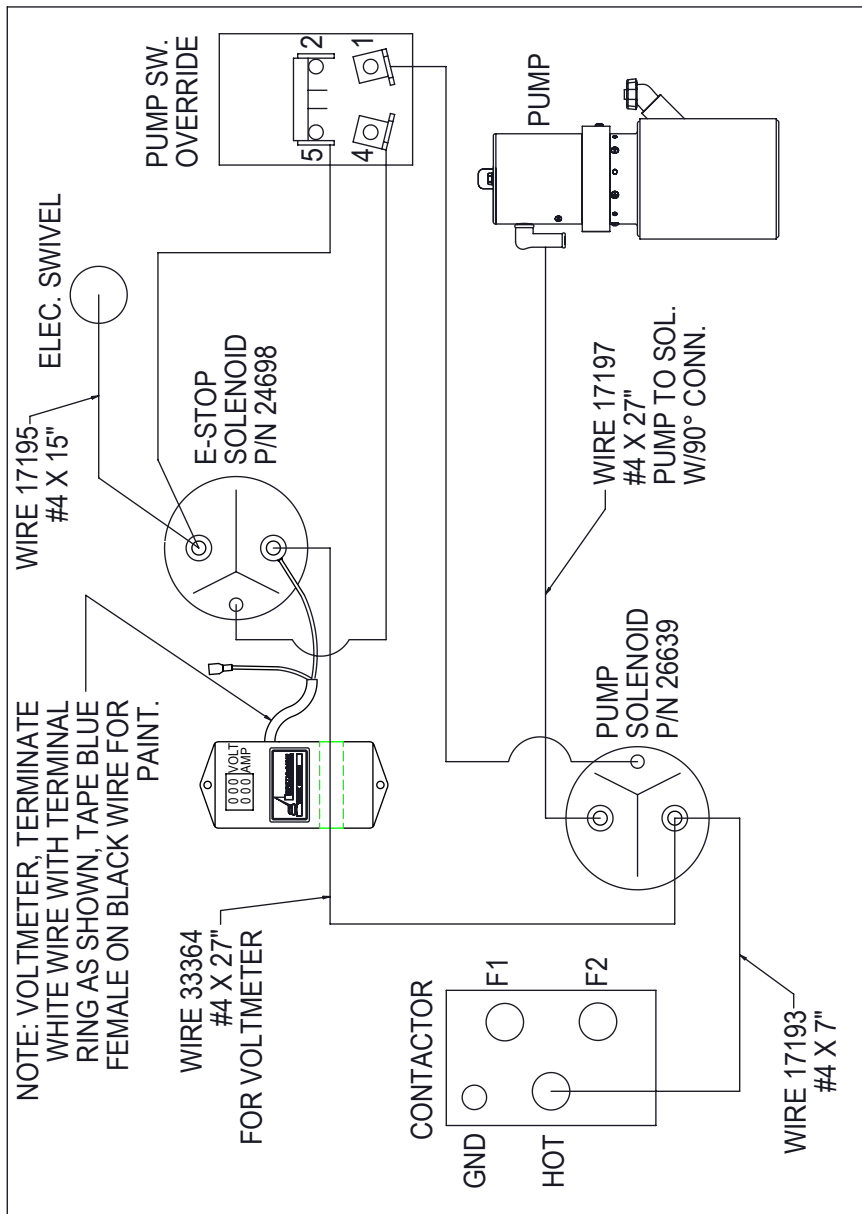 NOTE: VOLTMETER, TERMINATE
WHITE WIRE WITH TERMINAL
RING AS SHOWN, TAPE BLUE
FEMALE ON BLACK WIRE FOR
PAINT.
WIRE 17195
#4 X 15"
ELEC. SWIVEL
PUMP SW.
OVERRIDE
5
2
4
1
E-STOP
SOLENOID
P/N 24698
000 VOLT
000 AMP
WIRE 33364
#4 X 27"
FOR VOLTMETER
CONTACTOR
GND
F1
HOT
F2
WIRE 17193
#4 X 7"
PUMP
SOLENOID
P/N 26639
WIRE 17197
#4 X 27"
PUMP TO SOL.
W/90° CONN.
PUMP